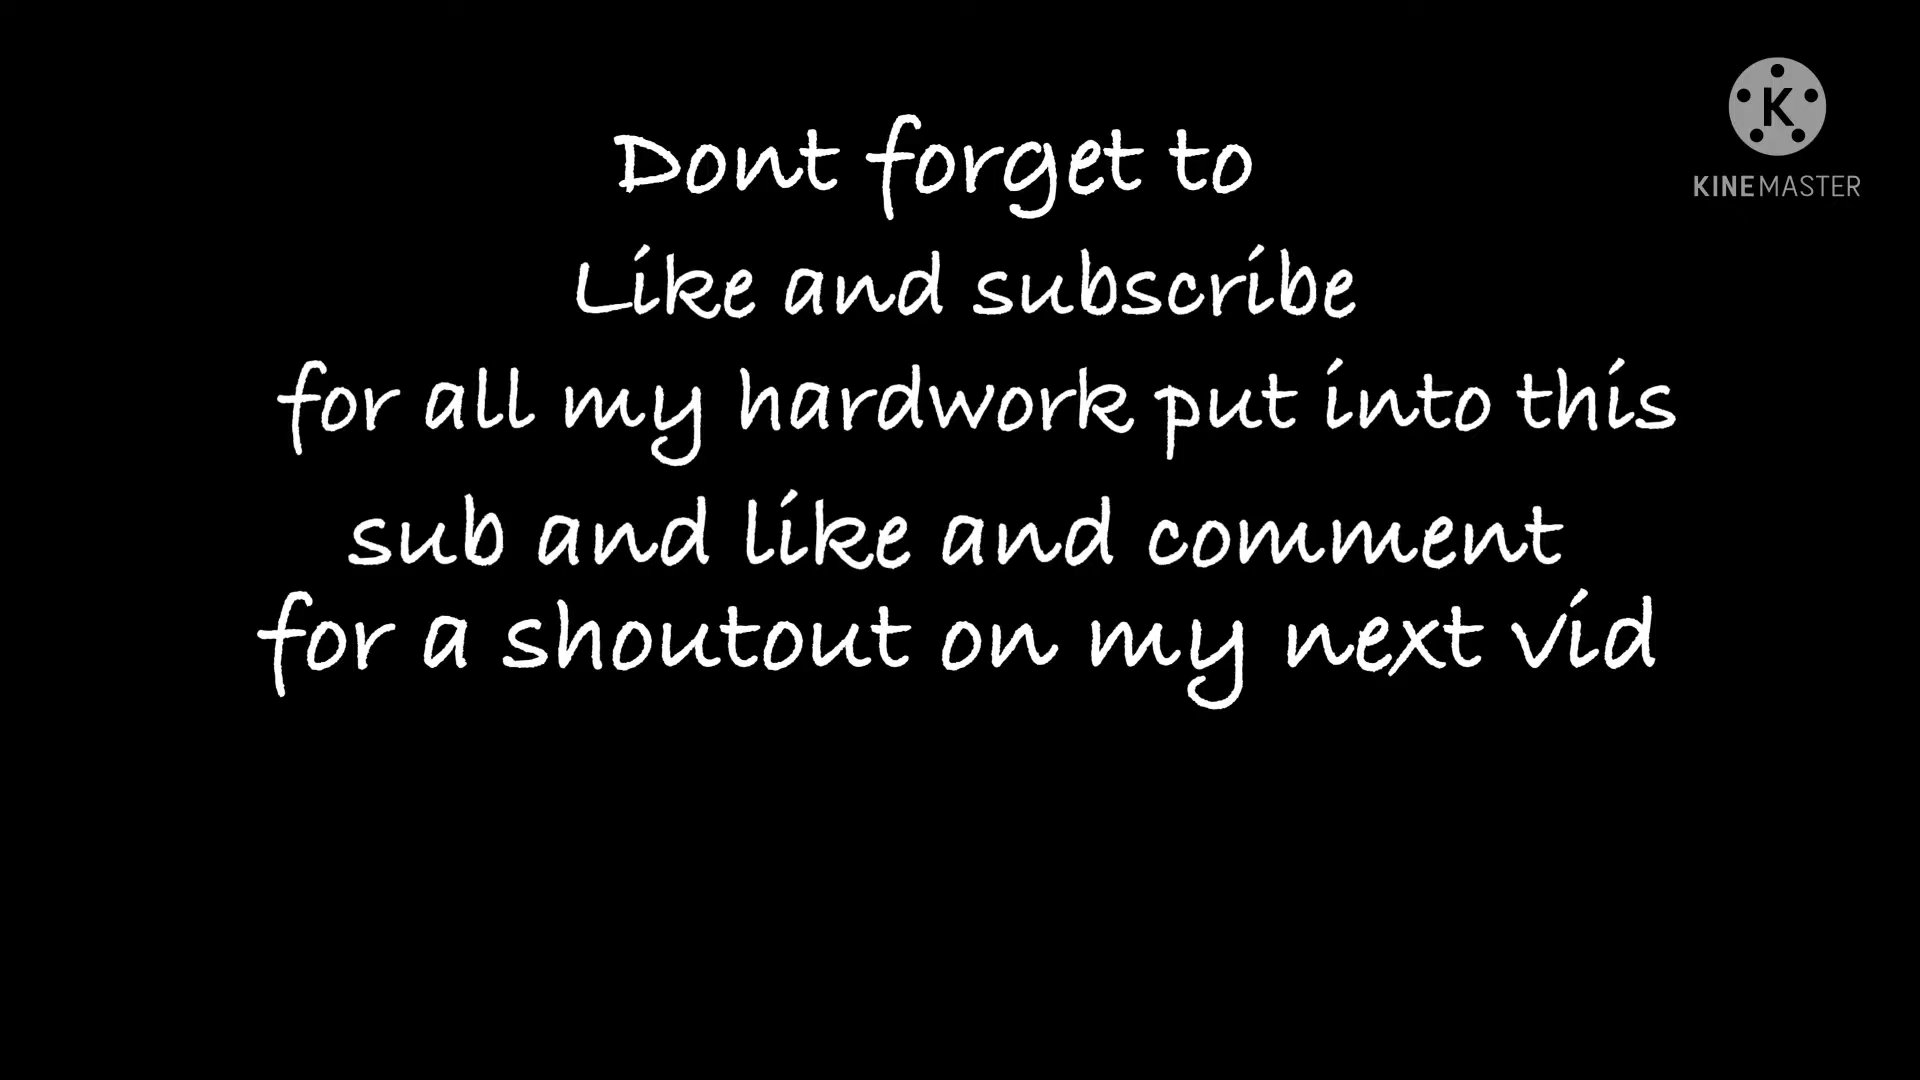 Dont forget to
Like and subscribe
for all my hardwork put into this
sub and like and comment
for a shoutout on my next vid
K
KINEMASTER